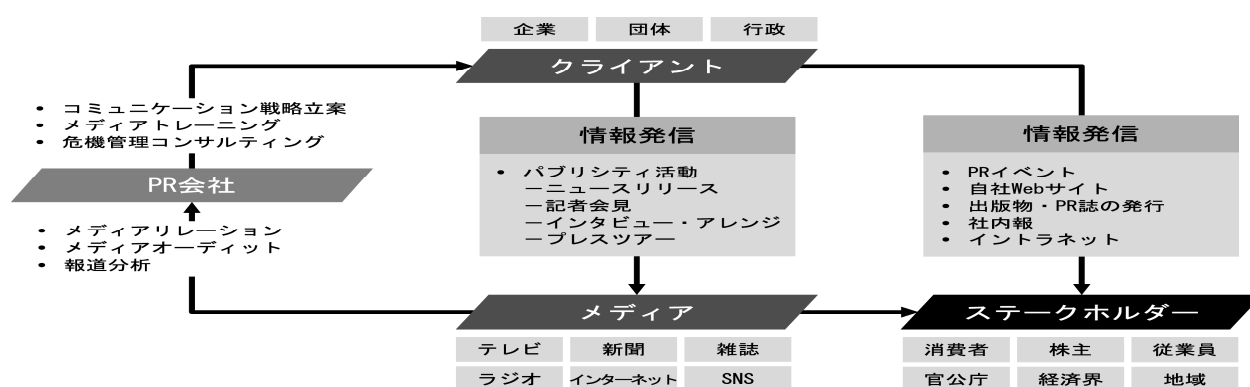 企業 団体 行政
クライアント
• コミュニケーション戦略立案
• メディアトレーニング
• 危機管理コンサルティング
PR会社
• メディアリレーション
• メディアオーディット
• 報道分析
情報発信
• パブリシティ活動
ーニュースリリース
ー記者会見
ーインタビュー・アレンジ
ープレスツアー
情報発信
• PRイベント
• 自社Webサイト
• 出版物・PR誌の発行
• 社内報
• イントラネット
メディア
テレビ 新聞 雑誌
ラジオ インターネット SNS
ステークホルダー
消費者 株主 従業員
官公庁 経済界 地域